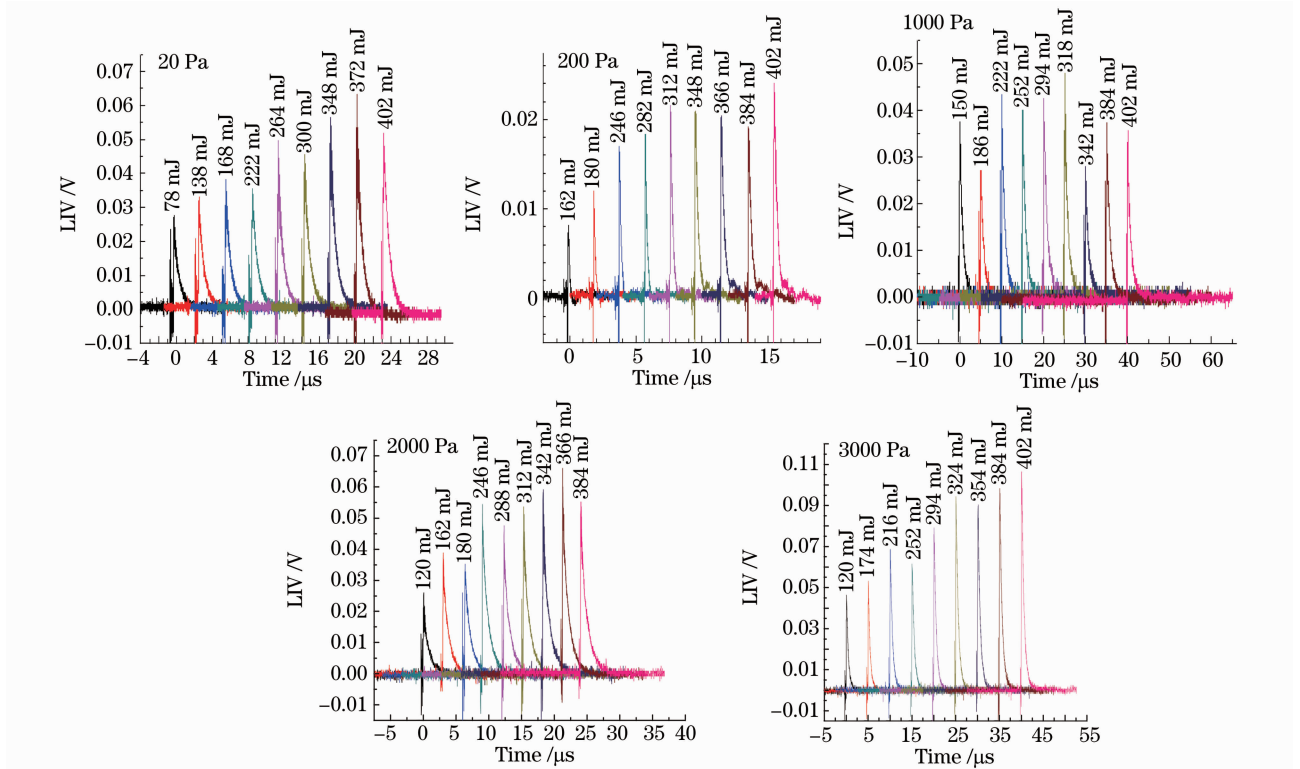 20 Pa
78 mJ
138 mJ
168 mJ
222 mJ
264 mJ
300 mJ
348 mJ
372 mJ
402 mJ
0.07
0.06
0.05
0.04
0.03
0.02
0.01
0.00
−0.01
LIV /V
−4 0 4 8 12 16 20 24 28
Time /μs
200 Pa
162 mJ
180 mJ
246 mJ
282 mJ
312 mJ
348 mJ
366 mJ
384 mJ
402 mJ
0.02
0.01
0
LIV /V
0 5 10 15
Time /μs
1000 Pa
150 mJ
186 mJ
222 mJ
252 mJ
294 mJ
318 mJ
342 mJ
384 mJ
402 mJ
0.05
0.04
0.03
0.02
0.01
0.00
−0.01
LIV /V
−10 0 10 20 30 40 50 60
Time /μs
2000 Pa
120 mJ
162 mJ
180 mJ
246 mJ
288 mJ
312 mJ
342 mJ
366 mJ
384 mJ
0.07
0.06
0.05
0.04
0.03
0.02
0.01
0.00
−0.01
LIV /V
−5 0 5 10 15 20 25 30 35 40
Time /μs
3000 Pa
120 mJ
174 mJ
216 mJ
252 mJ
294 mJ
324 mJ
354 mJ
384 mJ
402 mJ
0.11
0.09
0.07
0.05
0.03
0.01
−0.01
LIV /V
−5 5 15 25 35 45 55
Time /μs